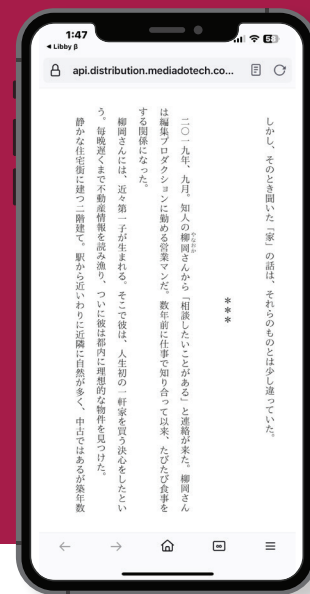 1:47
5G
◀ Libby β
api.distribution.mediadotech.co...
しかし、そのとき聞いた「家」の話は、それらのものとは少し違っていた。
＊＊＊
二〇一九年、九月。知人の柳岡さんから「相談したいことがある」と連絡が来た。柳岡さん
は編集プロダクションに勤める営業マンだ。数年前に仕事で知り合って以来、たびたび食事を
する関係になった。
柳岡さんには、近々第一子が生まれる。そこで彼は、人生初の一軒家を買う決心をしたとい
う。毎晩遅くまで不動産情報を読み漁り、ついに彼は都内に理想的な物件を見つけた。
静かな住宅街に建つ二階建て。駅から近いわりに近隣に自然が多く、中古ではあるが築年数